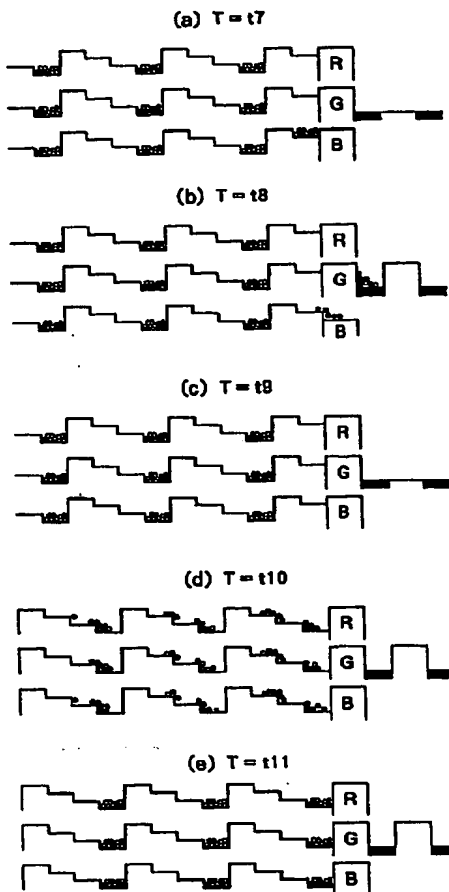 (a) T = t7
R
G
B
(b) T = t8
R
G
B
(c) T = t9
R
G
B
(d) T = t10
R
G
B
(e) T = t11
R
G
B